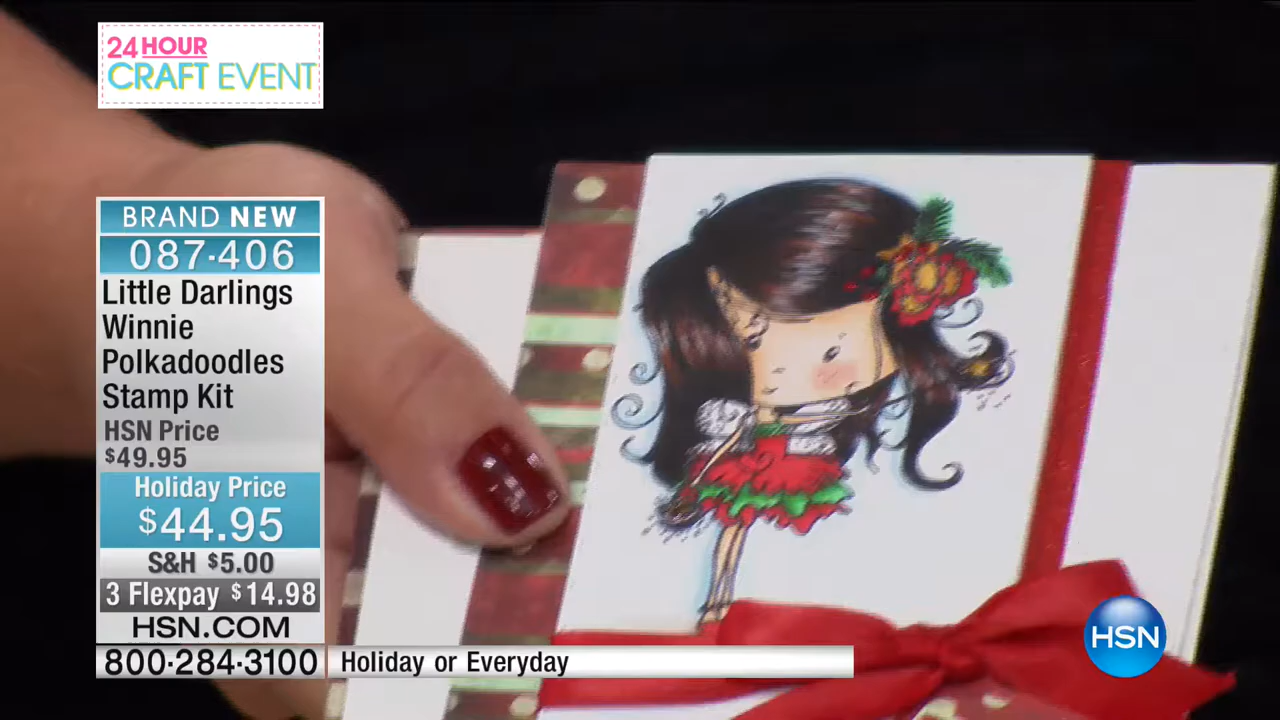 24 HOUR
CRAFT EVENT
BRAND NEW
087·406
Little Darlings
Winnie
Polkadoodles
Stamp Kit
HSN Price
$49.95
Holiday Price
$44.95
S&H $5.00
3 Flexpay $14.98
HSN.COM
800·284·3100
Holiday or Everyday
HSN